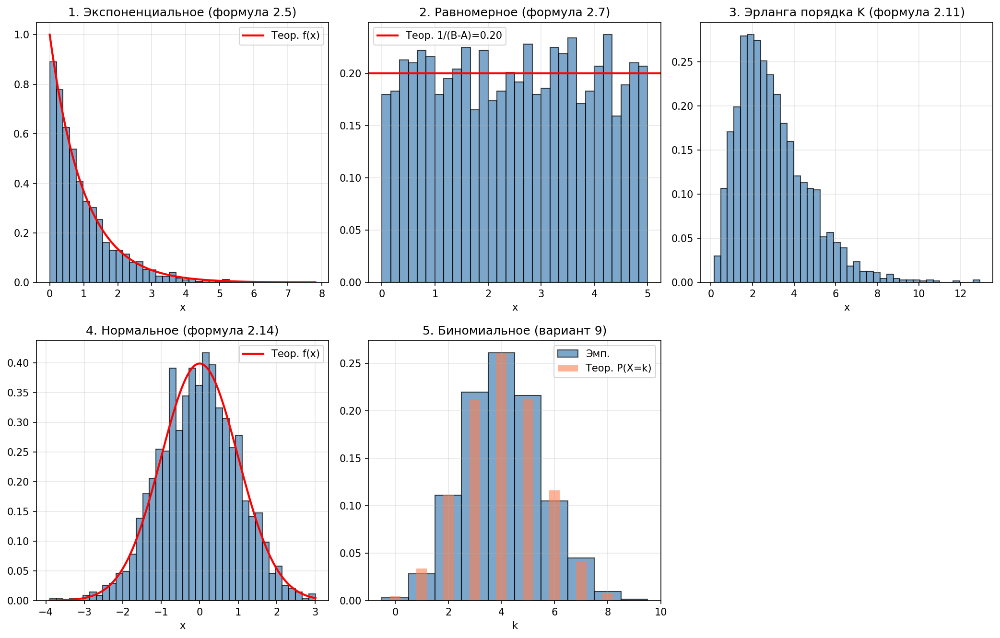 1. Экспоненциальное (формула 2.5)
Теор. f(x)
1.0
0.8
0.6
0.4
0.2
0.0
0 1 2 3 4 5 6 7 8
x
2. Равномерное (формула 2.7)
Теор. 1/(B-A)=0.20
0.20
0.15
0.10
0.05
0.00
0 1 2 3 4 5
x
3. Эрланга порядка K (формула 2.11)
0.25
0.20
0.15
0.10
0.05
0.00
0 2 4 6 8 10 12
x
4. Нормальное (формула 2.14)
Теор. f(x)
0.40
0.35
0.30
0.25
0.20
0.15
0.10
0.05
0.00
−4 −3 −2 −1 0 1 2 3
x
5. Биномиальное (вариант 9)
Эмп.
Теор. P(X=k)
0.25
0.20
0.15
0.10
0.05
0.00
0 2 4 6 8 10
k